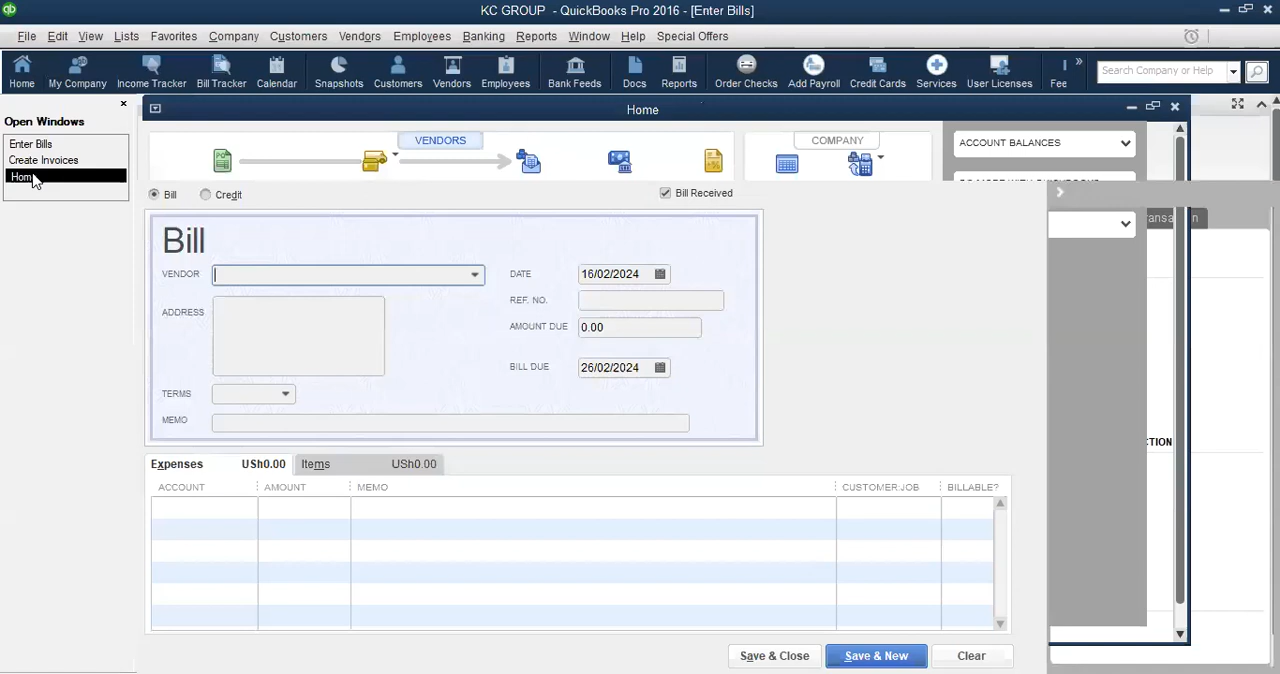 KC GROUP - QuickBooks Pro 2016 - [Enter Bills]
File Edit View Lists Favorites Company Customers Vendors Employees Banking Reports Window Help Special Offers
Home My Company Income Tracker Bill Tracker Calendar Snapshots Customers Vendors Employees Bank Feeds Docs Reports Order Checks Add Payroll Credit Cards Services User Licenses Fee » Search Company or Help
Home
Open Windows
Enter Bills
Create Invoices
Home
VENDORS
COMPANY
ACCOUNT BALANCES
Bill Credit Bill Received
Bill
VENDOR
DATE 16/02/2024
REF. NO.
ADDRESS
AMOUNT DUE 0.00
BILL DUE 26/02/2024
TERMS
MEMO
CTION
Expenses USh0.00 Items USh0.00
ACCOUNT AMOUNT MEMO CUSTOMER:JOB BILLABLE?
Save & Close Save & New Clear